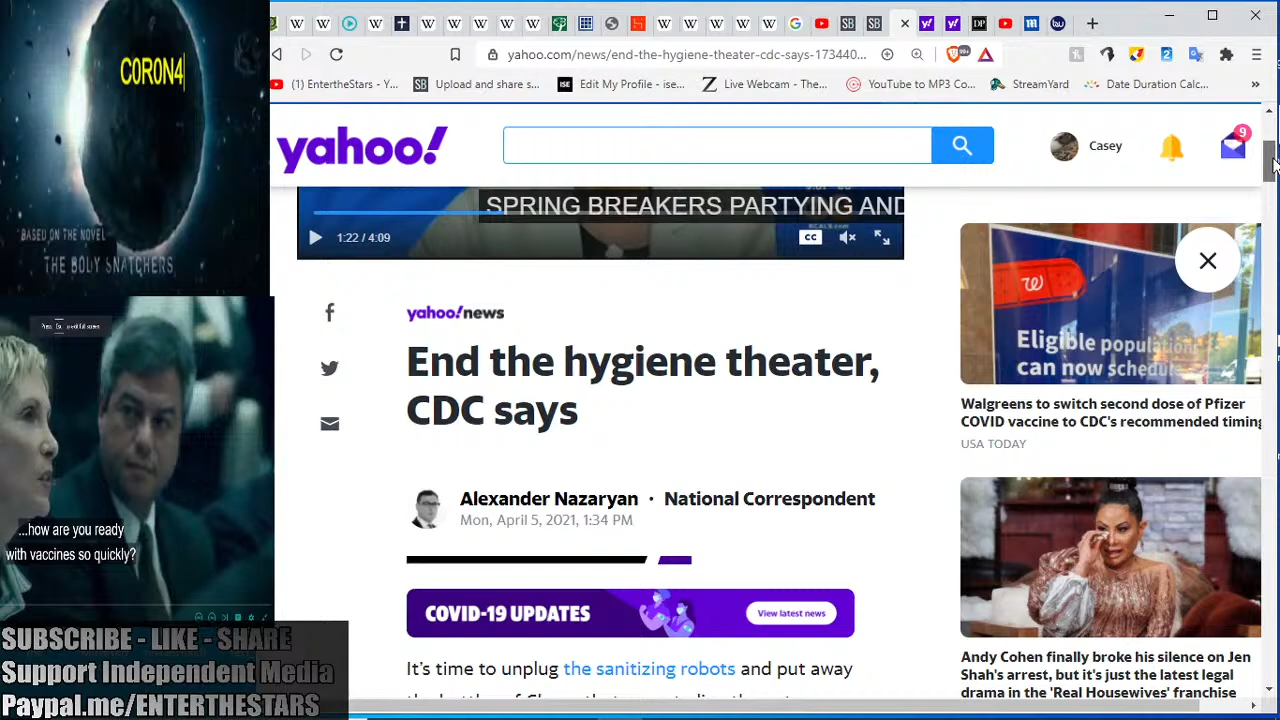 CORON4
BASED ON THE NOVEL
THE BODY SNATCHERS
...how are you ready
with vaccines so quickly?
SUBSCRIBE - LIKE - SHARE
Support Independent Media
Paypal.me/ENTERTHESTARS
yahoo.com/news/end-the-hygiene-theater-cdc-says-173440...
99+
(1) EntertheStars - Y...
Upload and share s...
Edit My Profile - ise...
Live Webcam - The...
YouTube to MP3 Co...
StreamYard
Date Duration Calc...
»
yahoo!
Casey
9
SPRING BREAKERS PARTYING AND
1:22 / 4:09
CC
yahoo!news
End the hygiene theater,
CDC says
Alexander Nazaryan · National Correspondent
Mon, April 5, 2021, 1:34 PM
COVID-19 UPDATES
View latest news
It's time to unplug the sanitizing robots and put away
Eligible population
can now schedule
Walgreens to switch second dose of Pfizer
COVID vaccine to CDC's recommended timing
USA TODAY
Andy Cohen finally broke his silence on Jen
Shah's arrest, but it's just the latest legal
drama in the 'Real Housewives' franchise